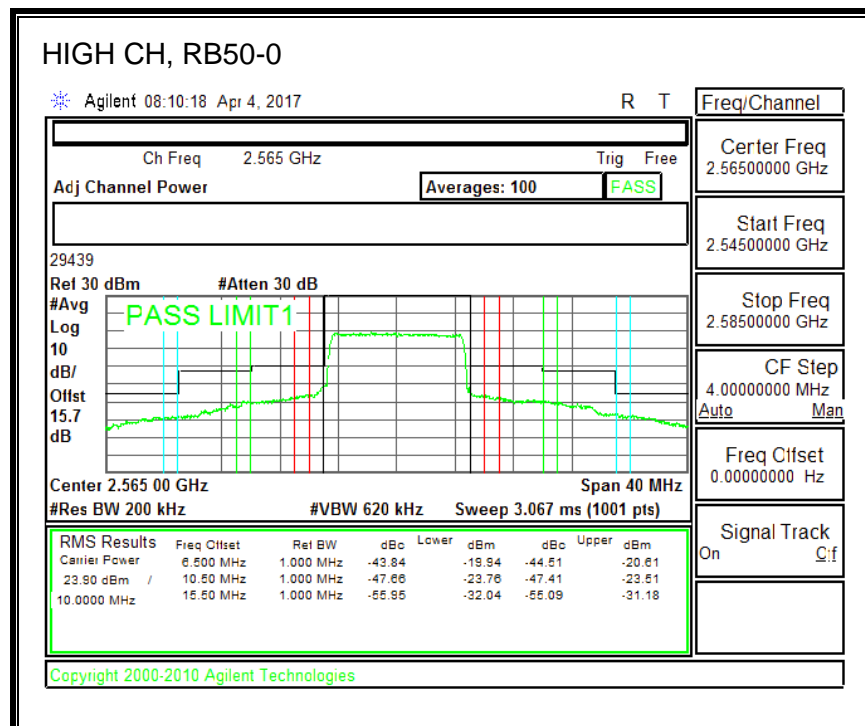 HIGH CH, RB50-0
Agilent 08:10:18 Apr 4, 2017 R T
Freq/Channel
Ch Freq 2.565 GHz Trig Free
Adj Channel Power Averages: 100 PASS
29439
Ref 30 dBm #Atten 30 dB
#Avg
Log
10
dB/
Offst
15.7
dB
PASS LIMIT1
Center 2.565 00 GHz Span 40 MHz
#Res BW 200 kHz #VBW 620 kHz Sweep 3.067 ms (1001 pts)
RMS Results Freq Offset Ref BW dBc Lower dBm dBc Upper dBm
Carrier Power 6.500 MHz 1.000 MHz -43.84 -19.94 -44.51 -20.61
23.90 dBm / 10.50 MHz 1.000 MHz -47.66 -23.76 -47.41 -23.51
10.0000 MHz 15.50 MHz 1.000 MHz -55.95 -32.04 -55.09 -31.18
Center Freq
2.56500000 GHz
Start Freq
2.54500000 GHz
Stop Freq
2.58500000 GHz
CF Step
4.00000000 MHz
Auto Man
Freq Offset
0.00000000 Hz
Signal Track
On Off
Copyright 2000-2010 Agilent Technologies